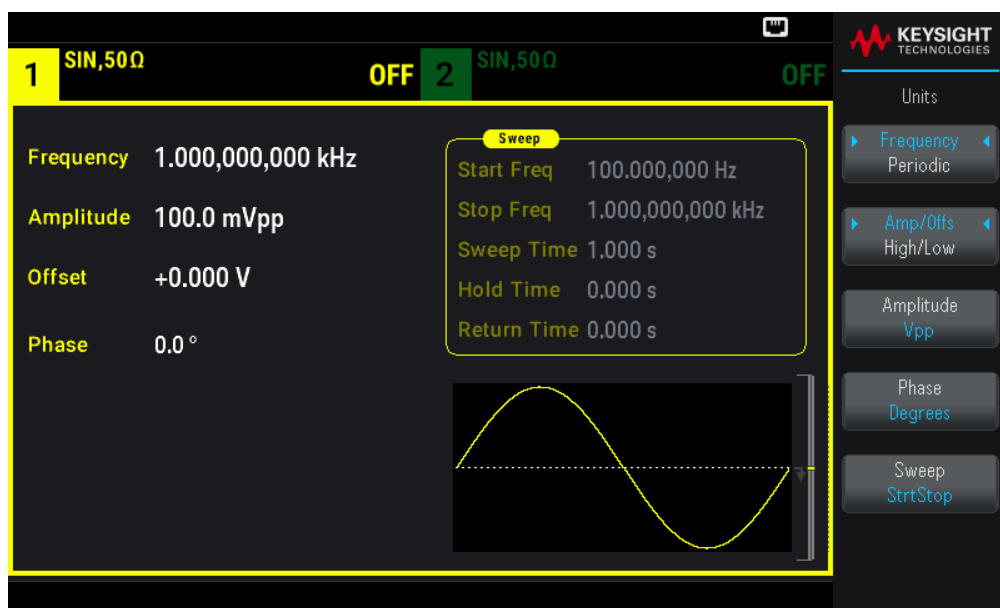 1 SIN,50Ω OFF 2 SIN,50Ω OFF
Frequency 1.000,000,000 kHz
Amplitude 100.0 mVpp
Offset +0.000 V
Phase 0.0 °
Sweep
Start Freq 100.000,000 Hz
Stop Freq 1.000,000,000 kHz
Sweep Time 1.000 s
Hold Time 0.000 s
Return Time 0.000 s
KEYSIGHT
TECHNOLOGIES
Units
Frequency
Periodic
Amp/Offs
High/Low
Amplitude
Vpp
Phase
Degrees
Sweep
StrtStop